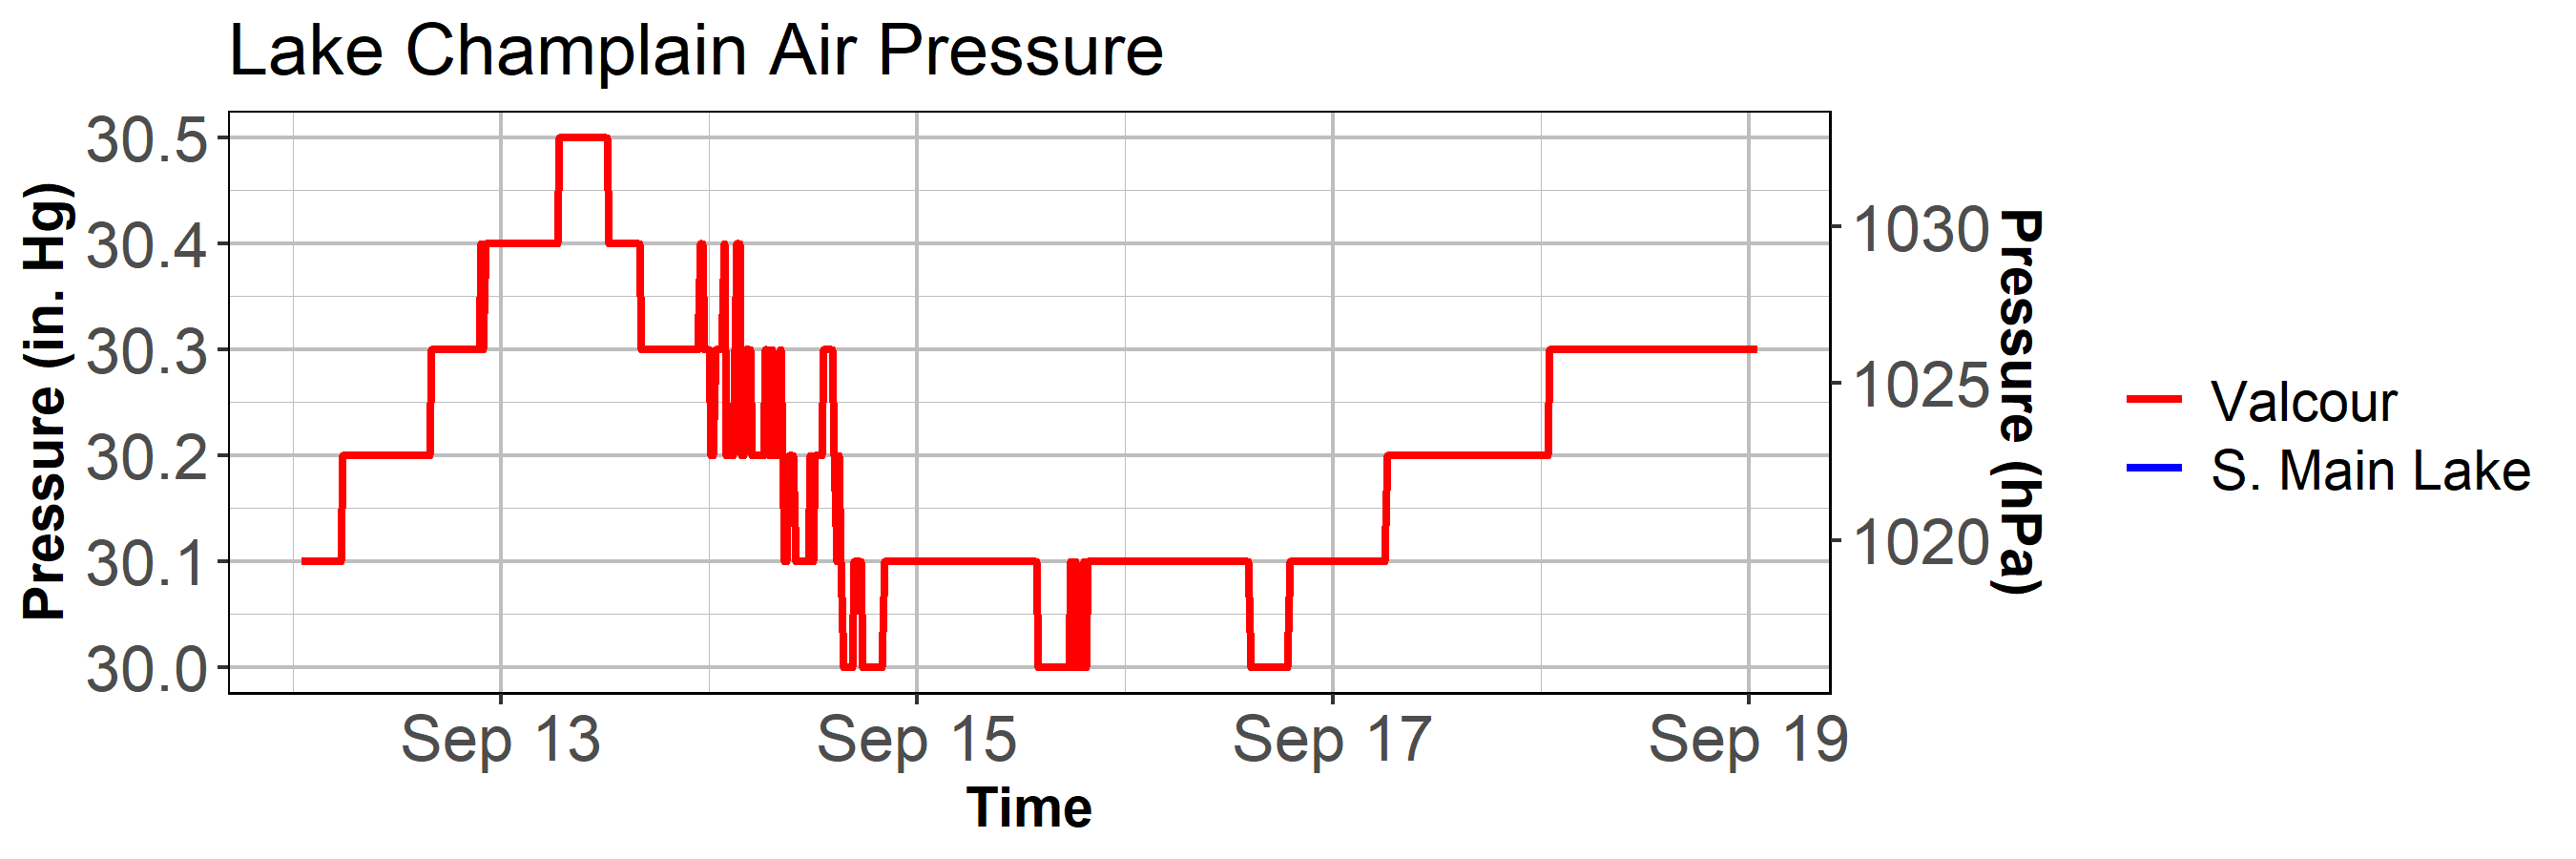 Lake Champlain Air Pressure
Pressure (in. Hg)
30.5
30.4
30.3
30.2
30.1
30.0
Sep 13
Sep 15
Sep 17
Sep 19
Time
1030
1025
1020
Pressure (hPa)
Valcour
S. Main Lake